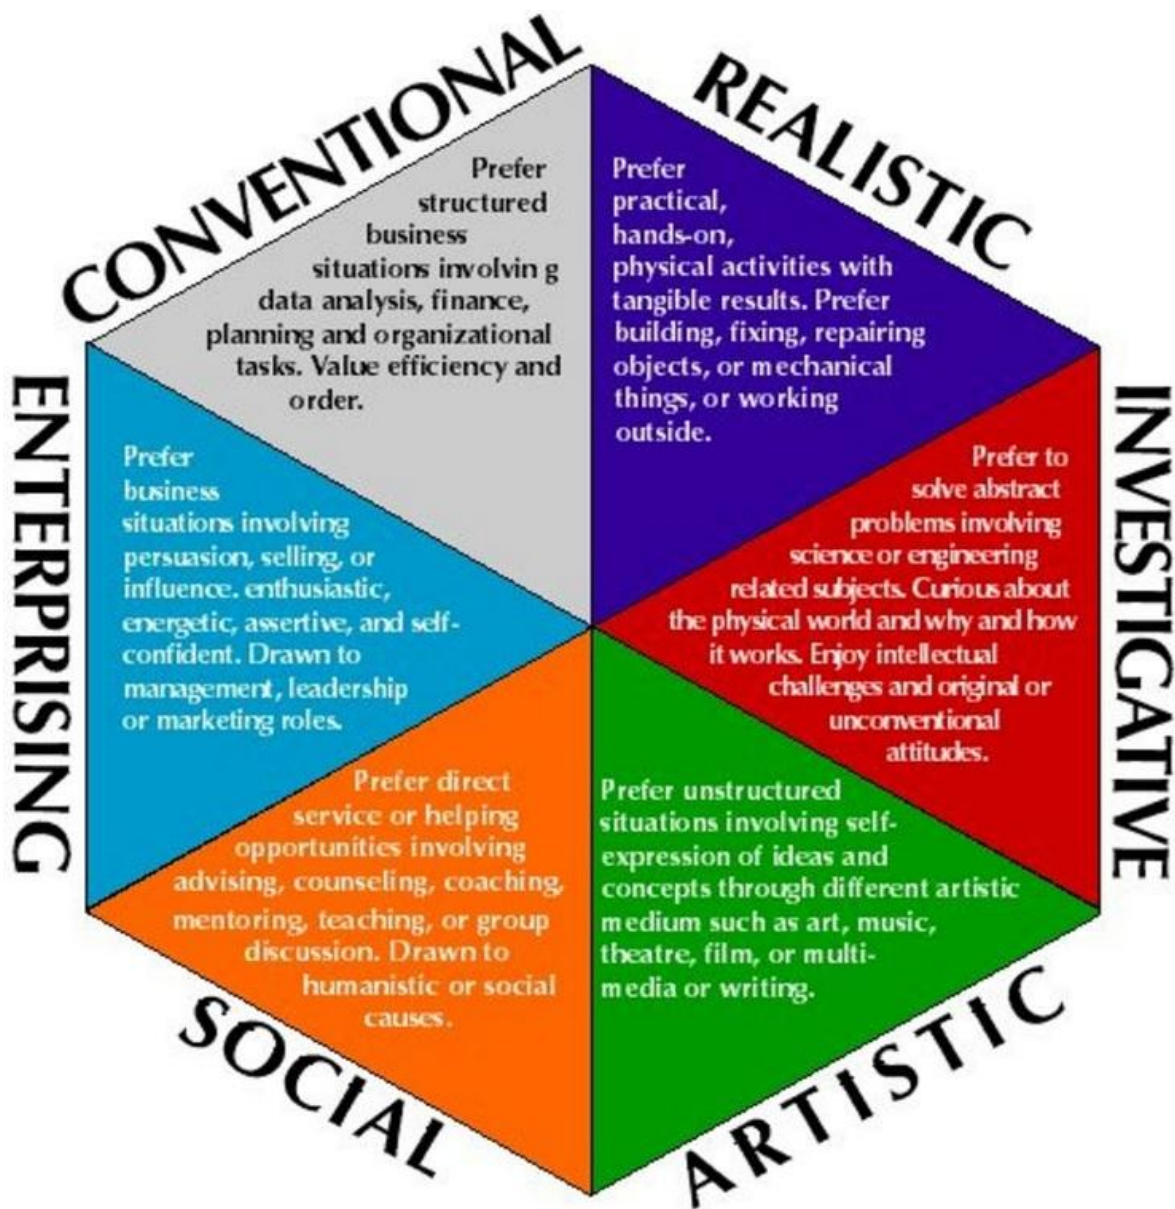 CONVENTIONAL
Prefer
structured
business
situations involvin g
data analysis, finance,
planning and organizational
tasks. Value efficiency and
order.
REALISTIC
Prefer
practical,
hands-on,
physical activities with
tangible results. Prefer
building, fixing, repairing
objects, or mechanical
things, or working
outside.
INVESTIGATIVE
Prefer to
solve abstract
problems involving
science or engineering
related subjects. Curious about
the physical world and why and how
it works. Enjoy intellectual
challenges and original or
unconventional
attitudes.
ARTISTIC
Prefer unstructured
situations involving self-
expression of ideas and
concepts through different artistic
medium such as art, music,
theatre, film, or multi-
media or writing.
SOCIAL
Prefer direct
service or helping
opportunities involving
advising, counseling, coaching,
mentoring, teaching, or group
discussion. Drawn to
humanistic or social
causes.
ENTERPRISING
Prefer
business
situations involving
persuasion, selling, or
influence. enthusiastic,
energetic, assertive, and self-
confident. Drawn to
management, leadership
or marketing roles.